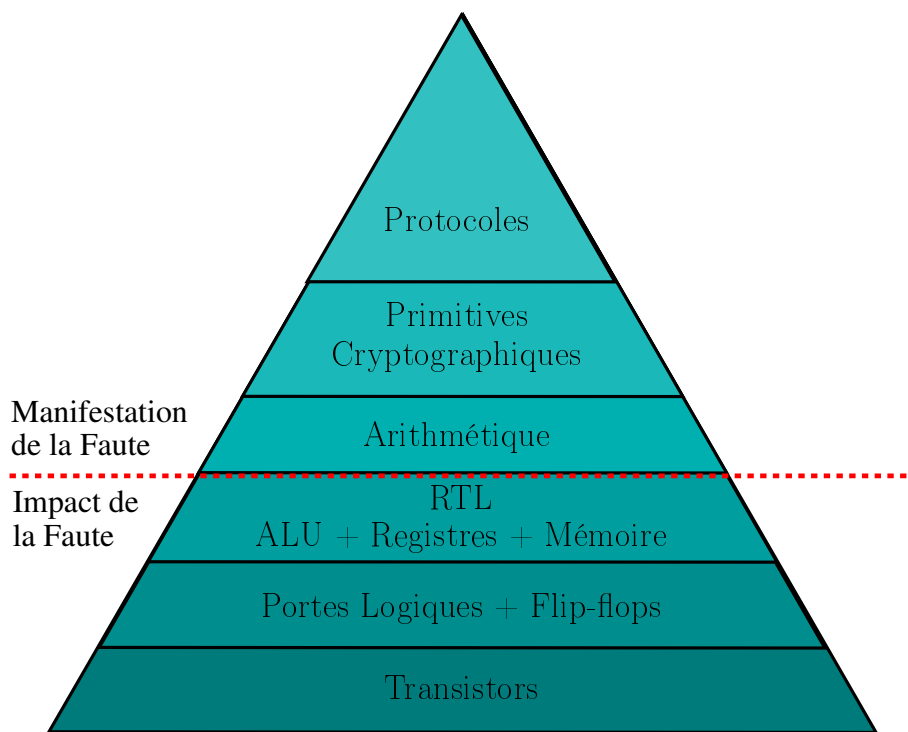 Protocoles
Primitives
Cryptographiques
Manifestation
de la Faute
Arithmétique
Impact de
la Faute
RTL
ALU + Registres + Mémoire
Portes Logiques + Flip-flops
Transistors